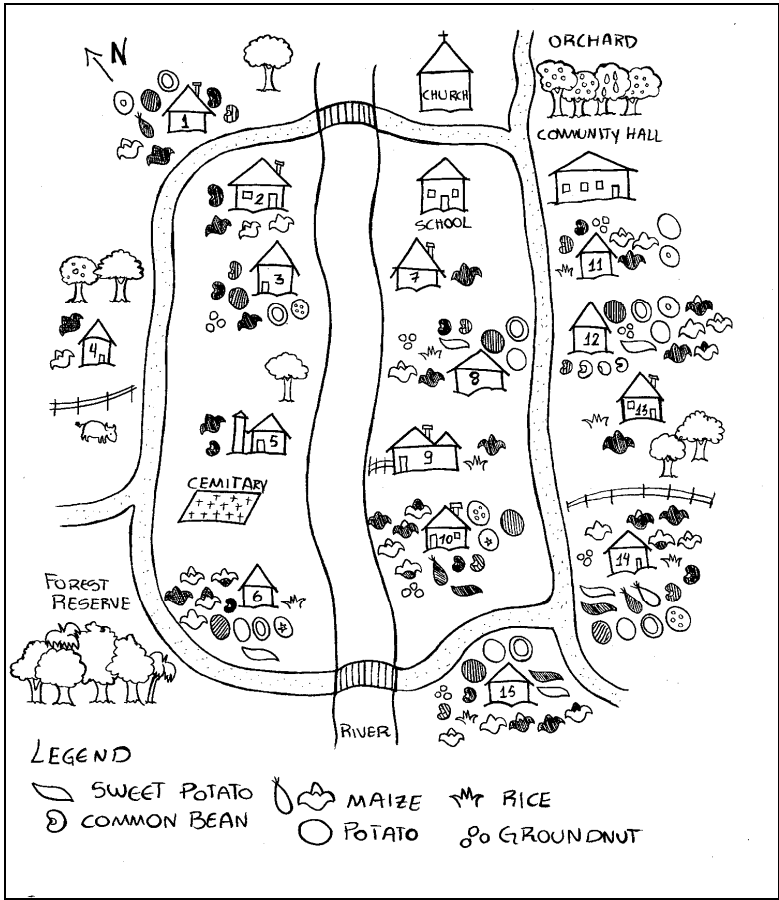 N
ORCHARD
CHURCH
COMMUNITY HALL
1
2
SCHOOL
3
7
11
4
12
8
13
5
9
CEMITARY
10
14
6
FOREST
RESERVE
15
RIVER
LEGEND
SWEET POTATO
MAIZE
RICE
COMMON BEAN
POTATO
GROUNDNUT